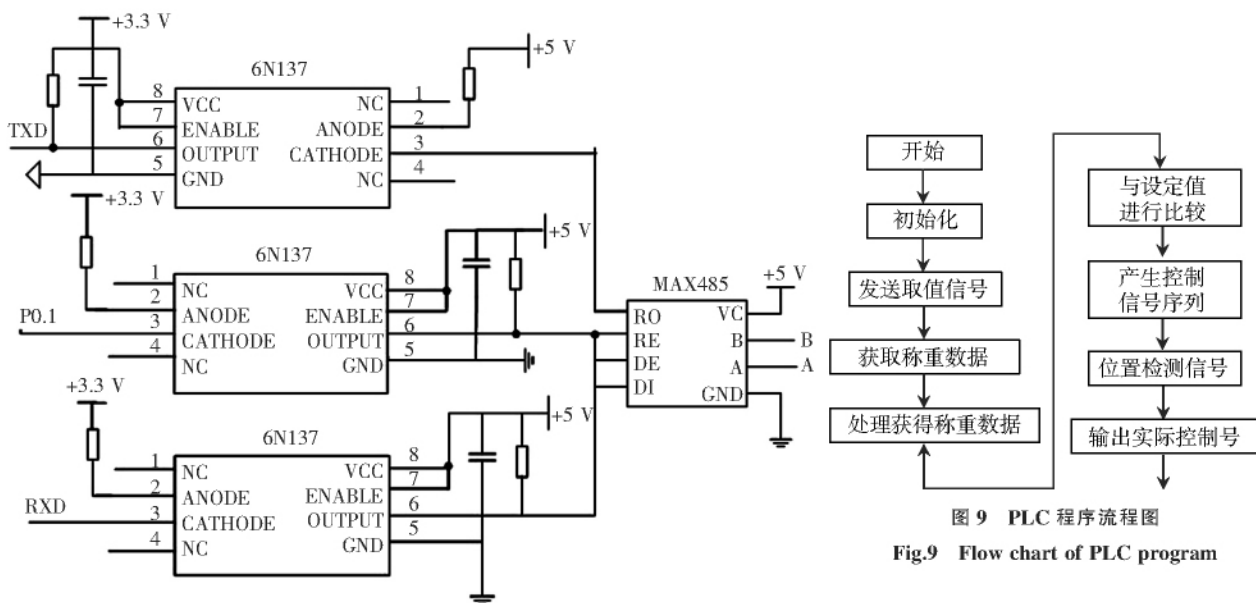 +3.3 V
+5 V
6N137
8 VCC NC 1
7 ENABLE ANODE 2
TXD 6 OUTPUT CATHODE 3
5 GND NC 4
+3.3 V
+5 V
6N137
1 NC VCC 8
2 ANODE ENABLE 7
P0.1 3 CATHODE OUTPUT 6
4 NC GND 5
+3.3 V
+5 V
6N137
1 NC VCC 8
2 ANODE ENABLE 7
RXD 3 CATHODE OUTPUT 6
4 NC GND 5
MAX485
+5 V
RO VC
RE B B
DE A A
DI GND
开始
初始化
发送取值信号
获取称重数据
处理获得称重数据
与设定值
进行比较
产生控制
信号序列
位置检测信号
输出实际控制号
图 9 PLC 程序流程图
Fig.9 Flow chart of PLC program